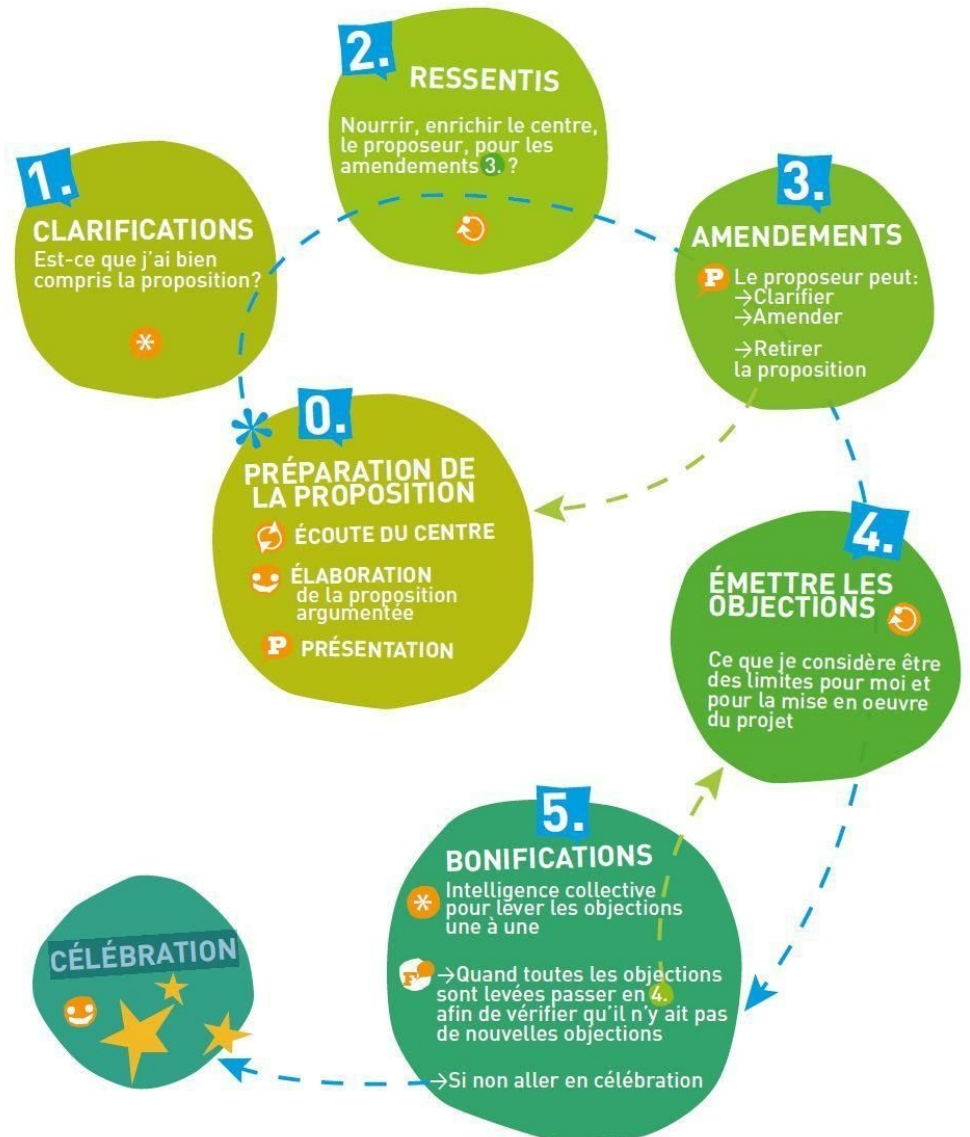 1.
CLARIFICATIONS
Est-ce que j'ai bien
compris la proposition?
2.
RESSENTIS
Nourrir, enrichir le centre,
le proposeur, pour les
amendements 3. ?
3.
AMENDEMENTS
P Le proposeur peut:
→Clarifier
→Amender
→Retirer
la proposition
0.
PRÉPARATION DE
LA PROPOSITION
ÉCOUTE DU CENTRE
ÉLABORATION
de la proposition
argumentée
P PRÉSENTATION
4.
ÉMETTRE LES
OBJECTIONS
Ce que je considère être
des limites pour moi et
pour la mise en oeuvre
du projet
5.
BONIFICATIONS
Intelligence collective
pour lever les objections
une à une
F →Quand toutes les objections
sont levées passer en 4.
afin de vérifier qu'il n'y ait pas
de nouvelles objections
→Si non aller en célébration
CÉLÉBRATION